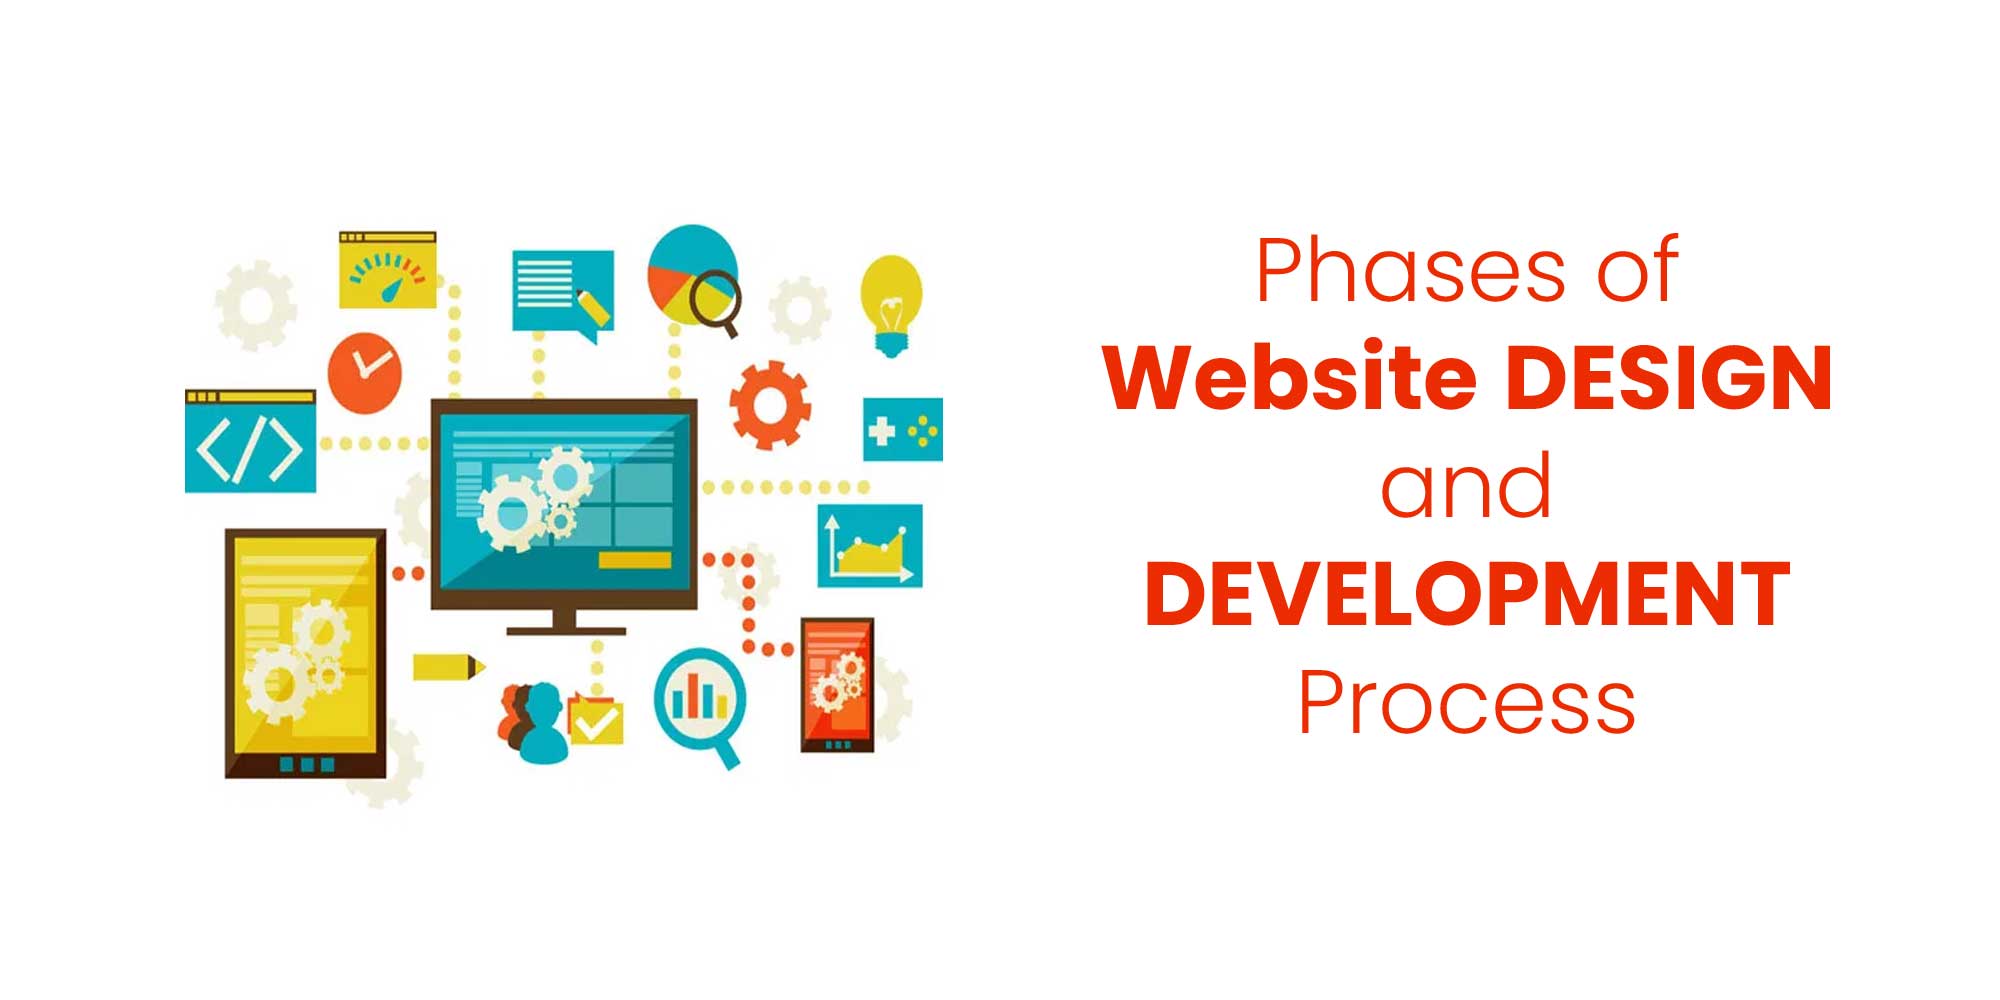 Phases of
Website DESIGN
and
DEVELOPMENT
Process